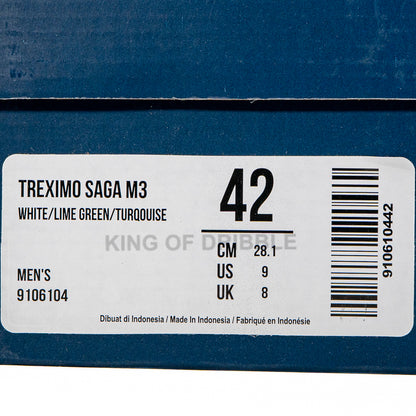 TREXIMO SAGA M3
WHITE/LIME GREEN/TURQOUISE
42
KING OF DRIBBLE
CM 28.1
US 9
UK 8
MEN'S
9106104
910610442
Dibuat di Indonesia / Made In Indonesia / Fabriqué en Indonésie